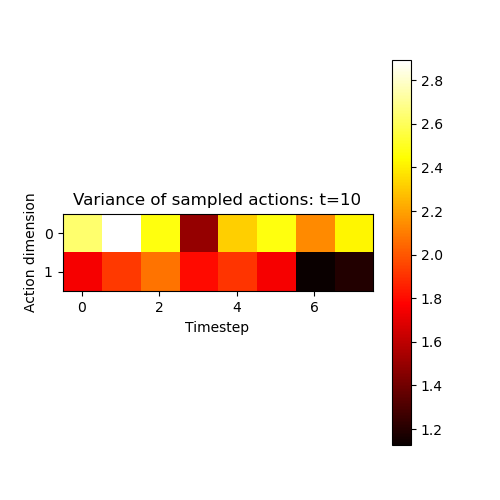 Variance of sampled actions: t=10
Action dimension
0
1
0 2 4 6
Timestep
2.8
2.6
2.4
2.2
2.0
1.8
1.6
1.4
1.2